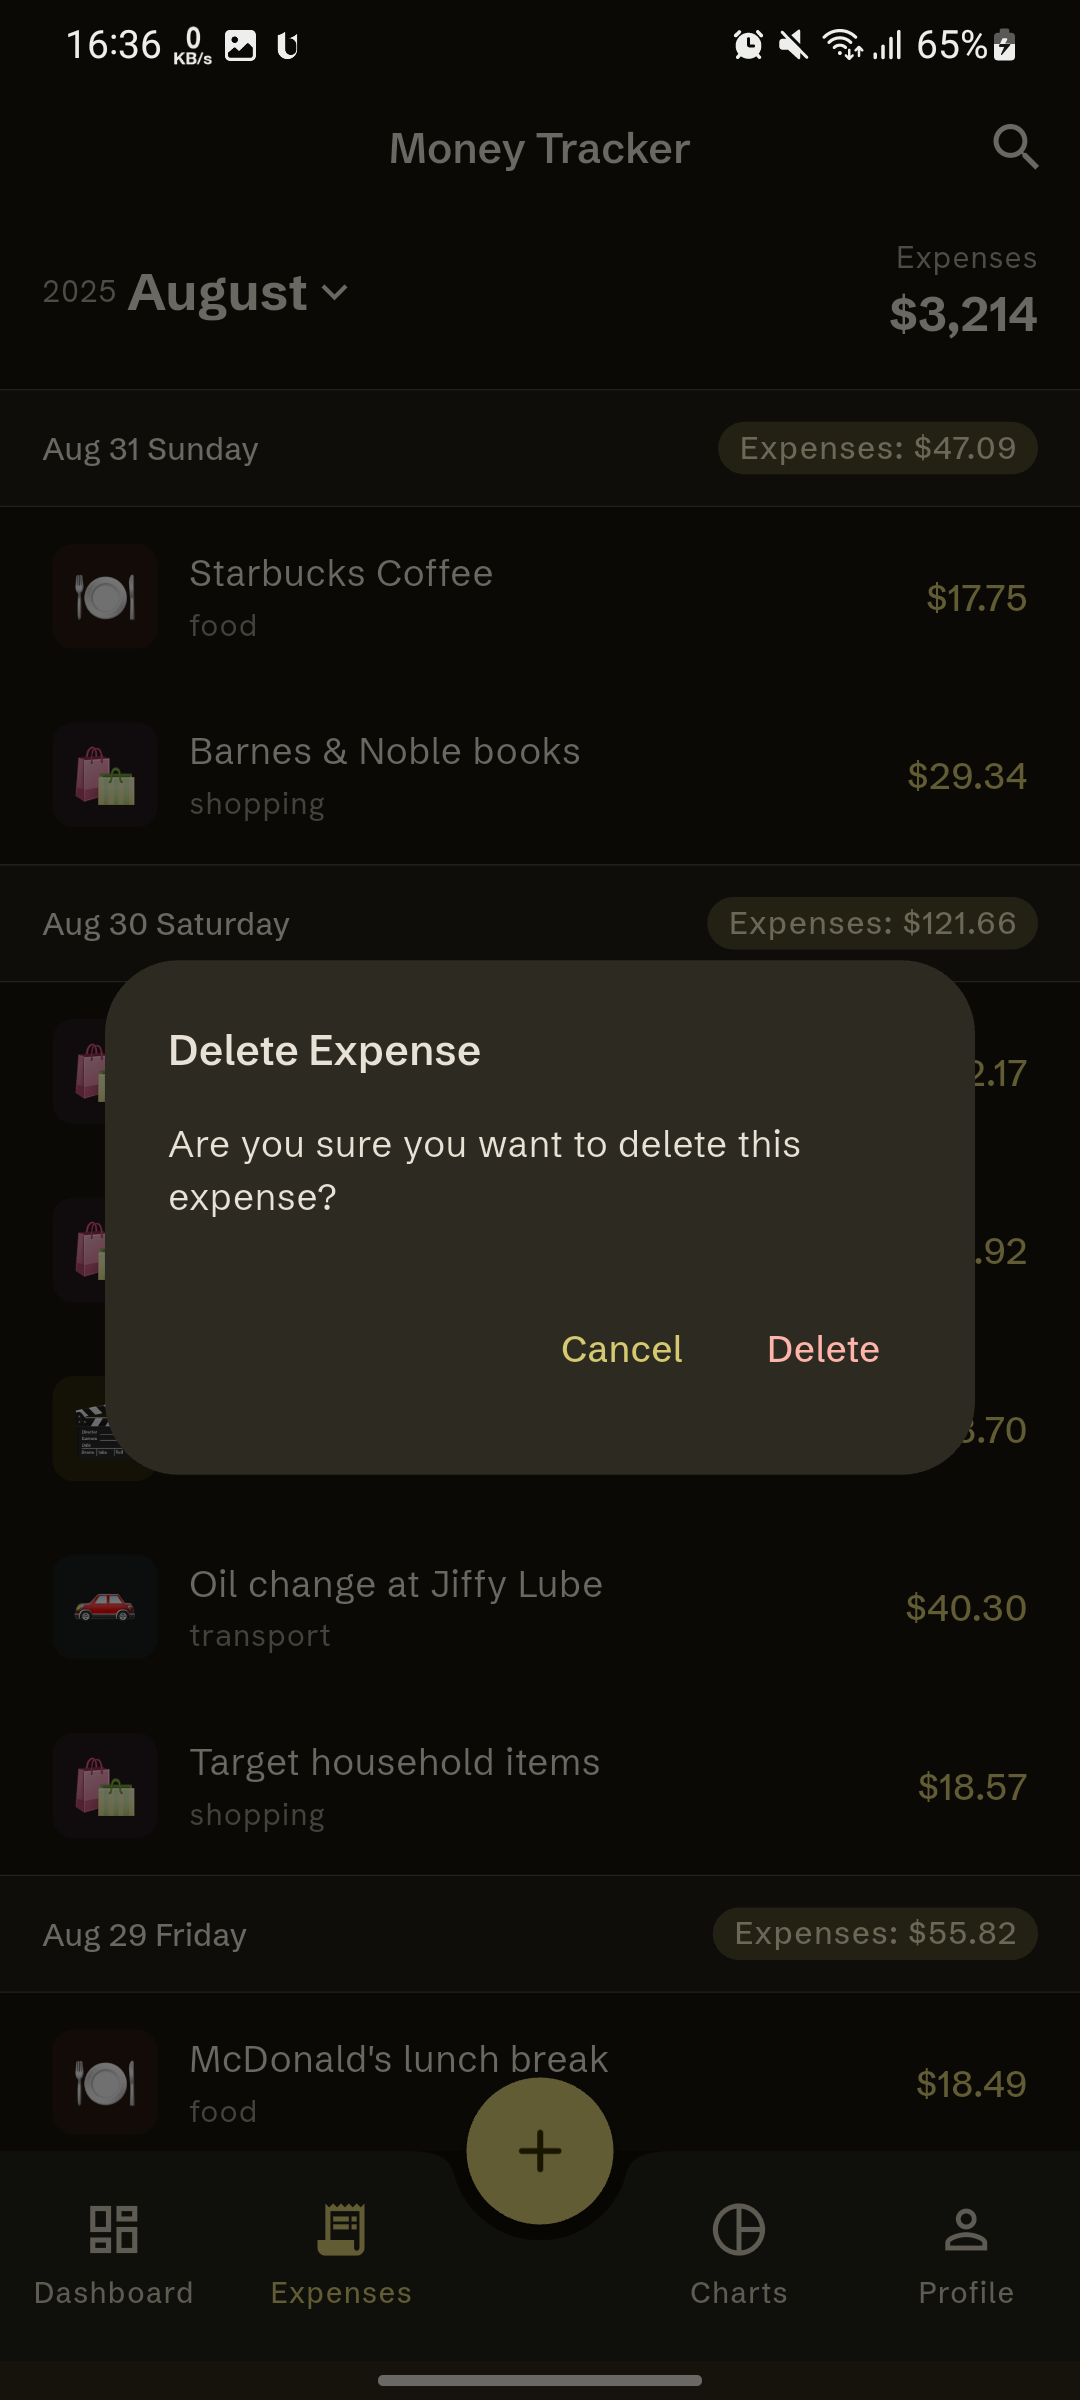 16:36 0 KB/s 65%
Money Tracker
Expenses
2025 August
$3,214
Aug 31 Sunday Expenses: $47.09
Starbucks Coffee
food
$17.75
Barnes & Noble books
shopping
$29.34
Aug 30 Saturday Expenses: $121.66
2.17
Delete Expense
Are you sure you want to delete this
expense?
.92
Cancel Delete
.70
Oil change at Jiffy Lube
transport
$40.30
Target household items
shopping
$18.57
Aug 29 Friday Expenses: $55.82
McDonald's lunch break
food
$18.49
Dashboard Expenses Charts Profile